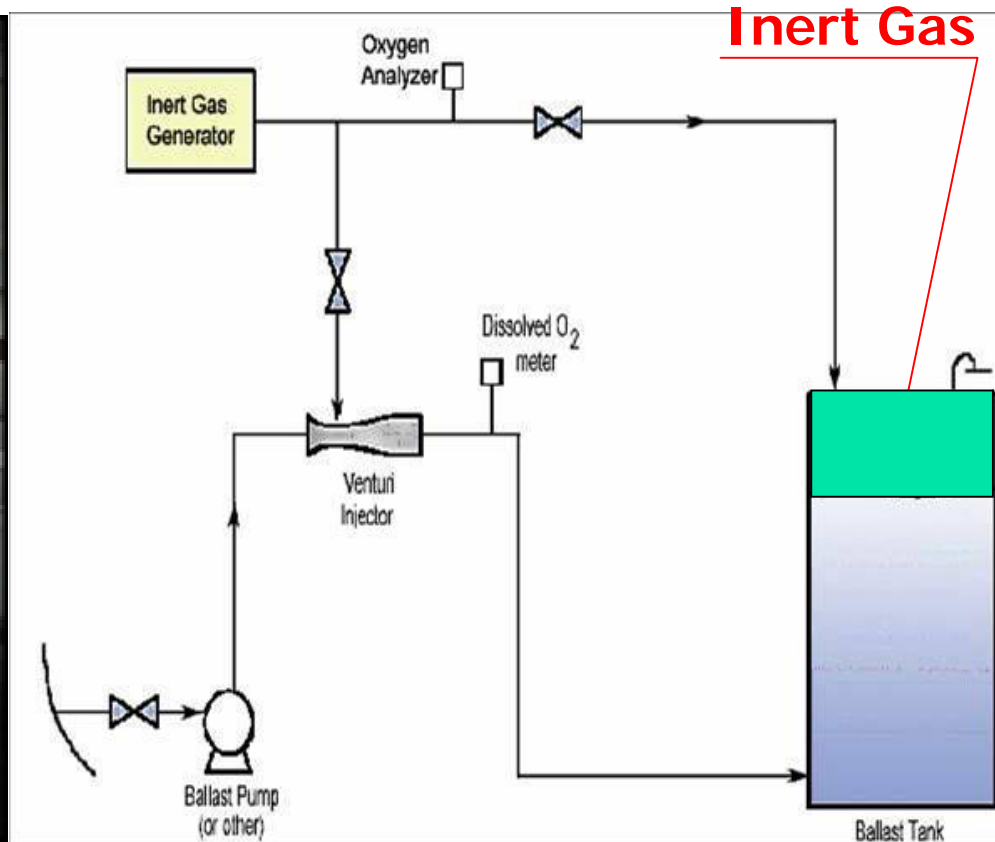 Inert Gas
Oxygen
Analyzer
Inert Gas
Generator
Dissolved O2
meter
Venturi
Injector
Ballast Pump
(or other)
Ballast Tank